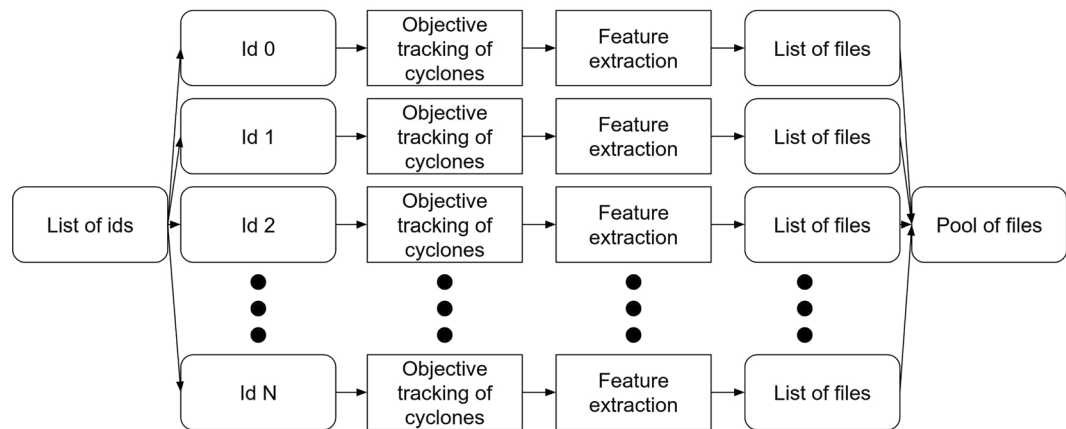 List of ids
Id 0
Objective
tracking of
cyclones
Feature
extraction
List of files
Id 1
Objective
tracking of
cyclones
Feature
extraction
List of files
Id 2
Objective
tracking of
cyclones
Feature
extraction
List of files
Id N
Objective
tracking of
cyclones
Feature
extraction
List of files
Pool of files